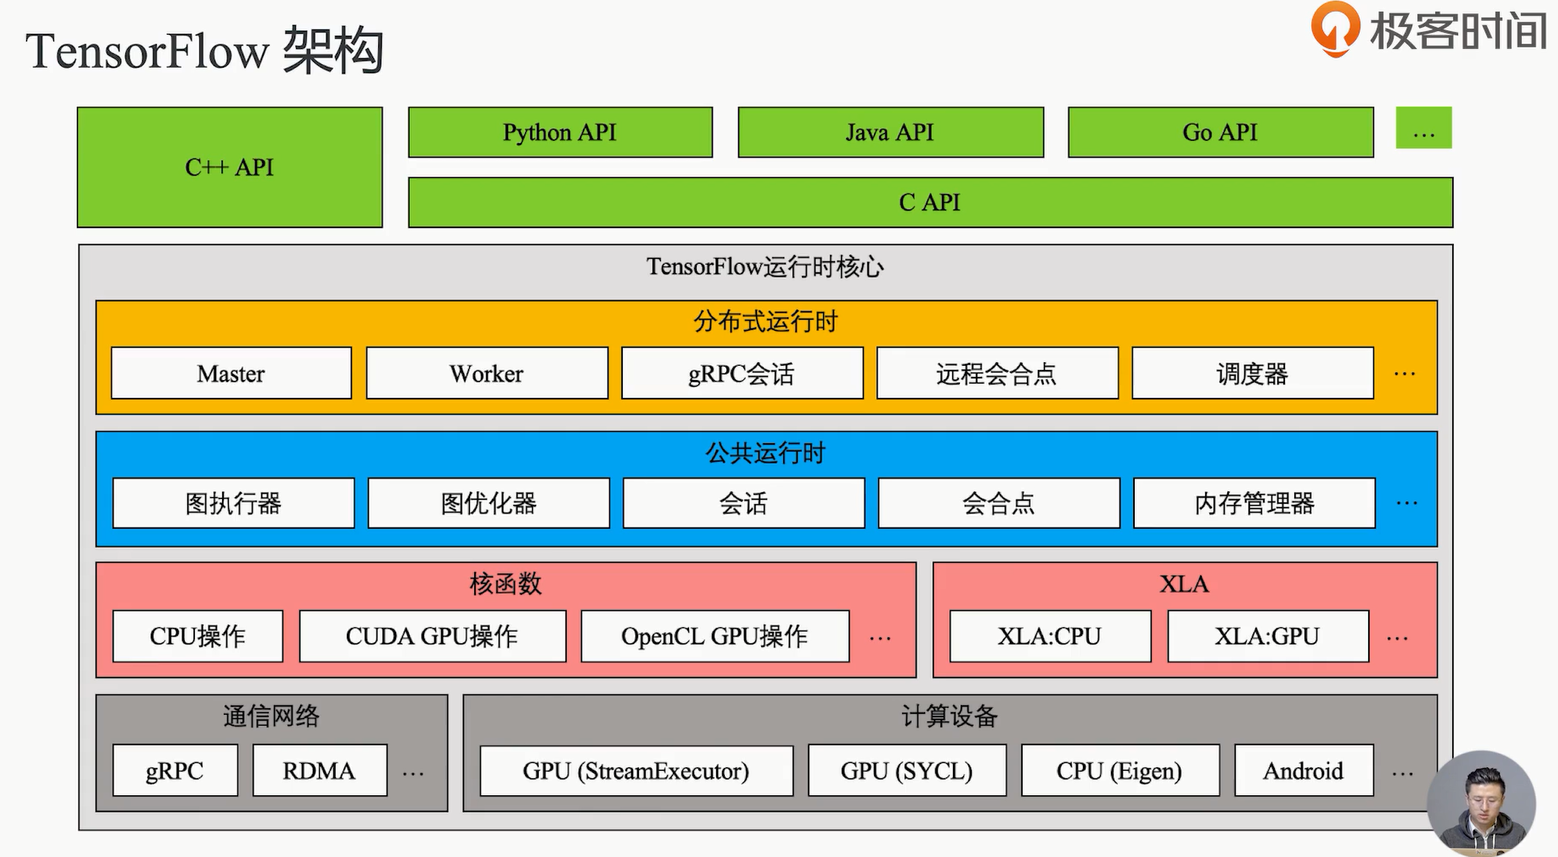 TensorFlow 架构
极客时间
C++ API
Python API
Java API
Go API
...
C API
TensorFlow运行时核心
分布式运行时
Master
Worker
gRPC会话
远程会合点
调度器
...
公共运行时
图执行器
图优化器
会话
会合点
内存管理器
...
核函数
CPU操作
CUDA GPU操作
OpenCL GPU操作
...
XLA
XLA:CPU
XLA:GPU
...
通信网络
gRPC
RDMA
...
计算设备
GPU (StreamExecutor)
GPU (SYCL)
CPU (Eigen)
Android
...